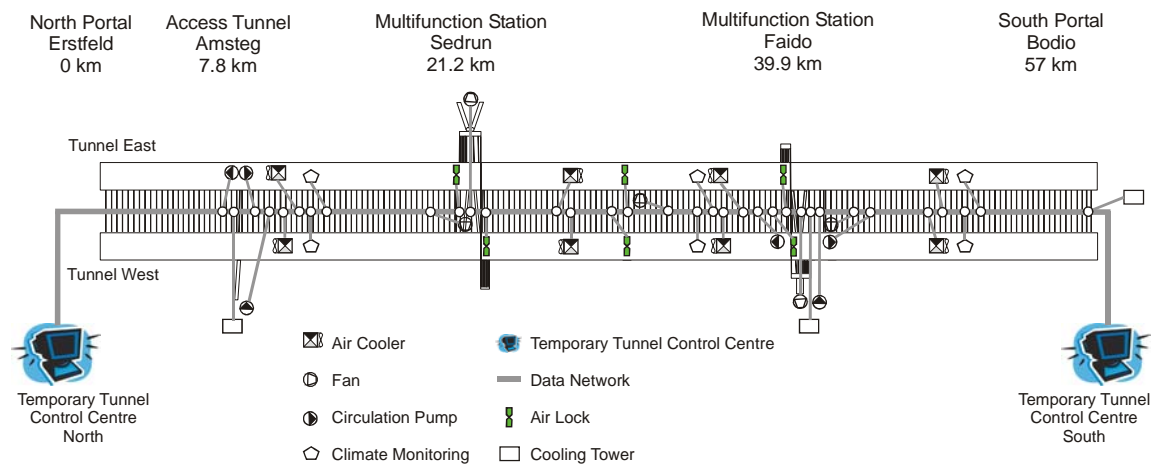 North Portal
Erstfeld
0 km
Access Tunnel
Amsteg
7.8 km
Multifunction Station
Sedrun
21.2 km
Multifunction Station
Faido
39.9 km
South Portal
Bodio
57 km
Tunnel East
Tunnel West
Temporary Tunnel
Control Centre
North
Air Cooler
Fan
Circulation Pump
Climate Monitoring
Temporary Tunnel Control Centre
Data Network
Air Lock
Cooling Tower
Temporary Tunnel
Control Centre
South